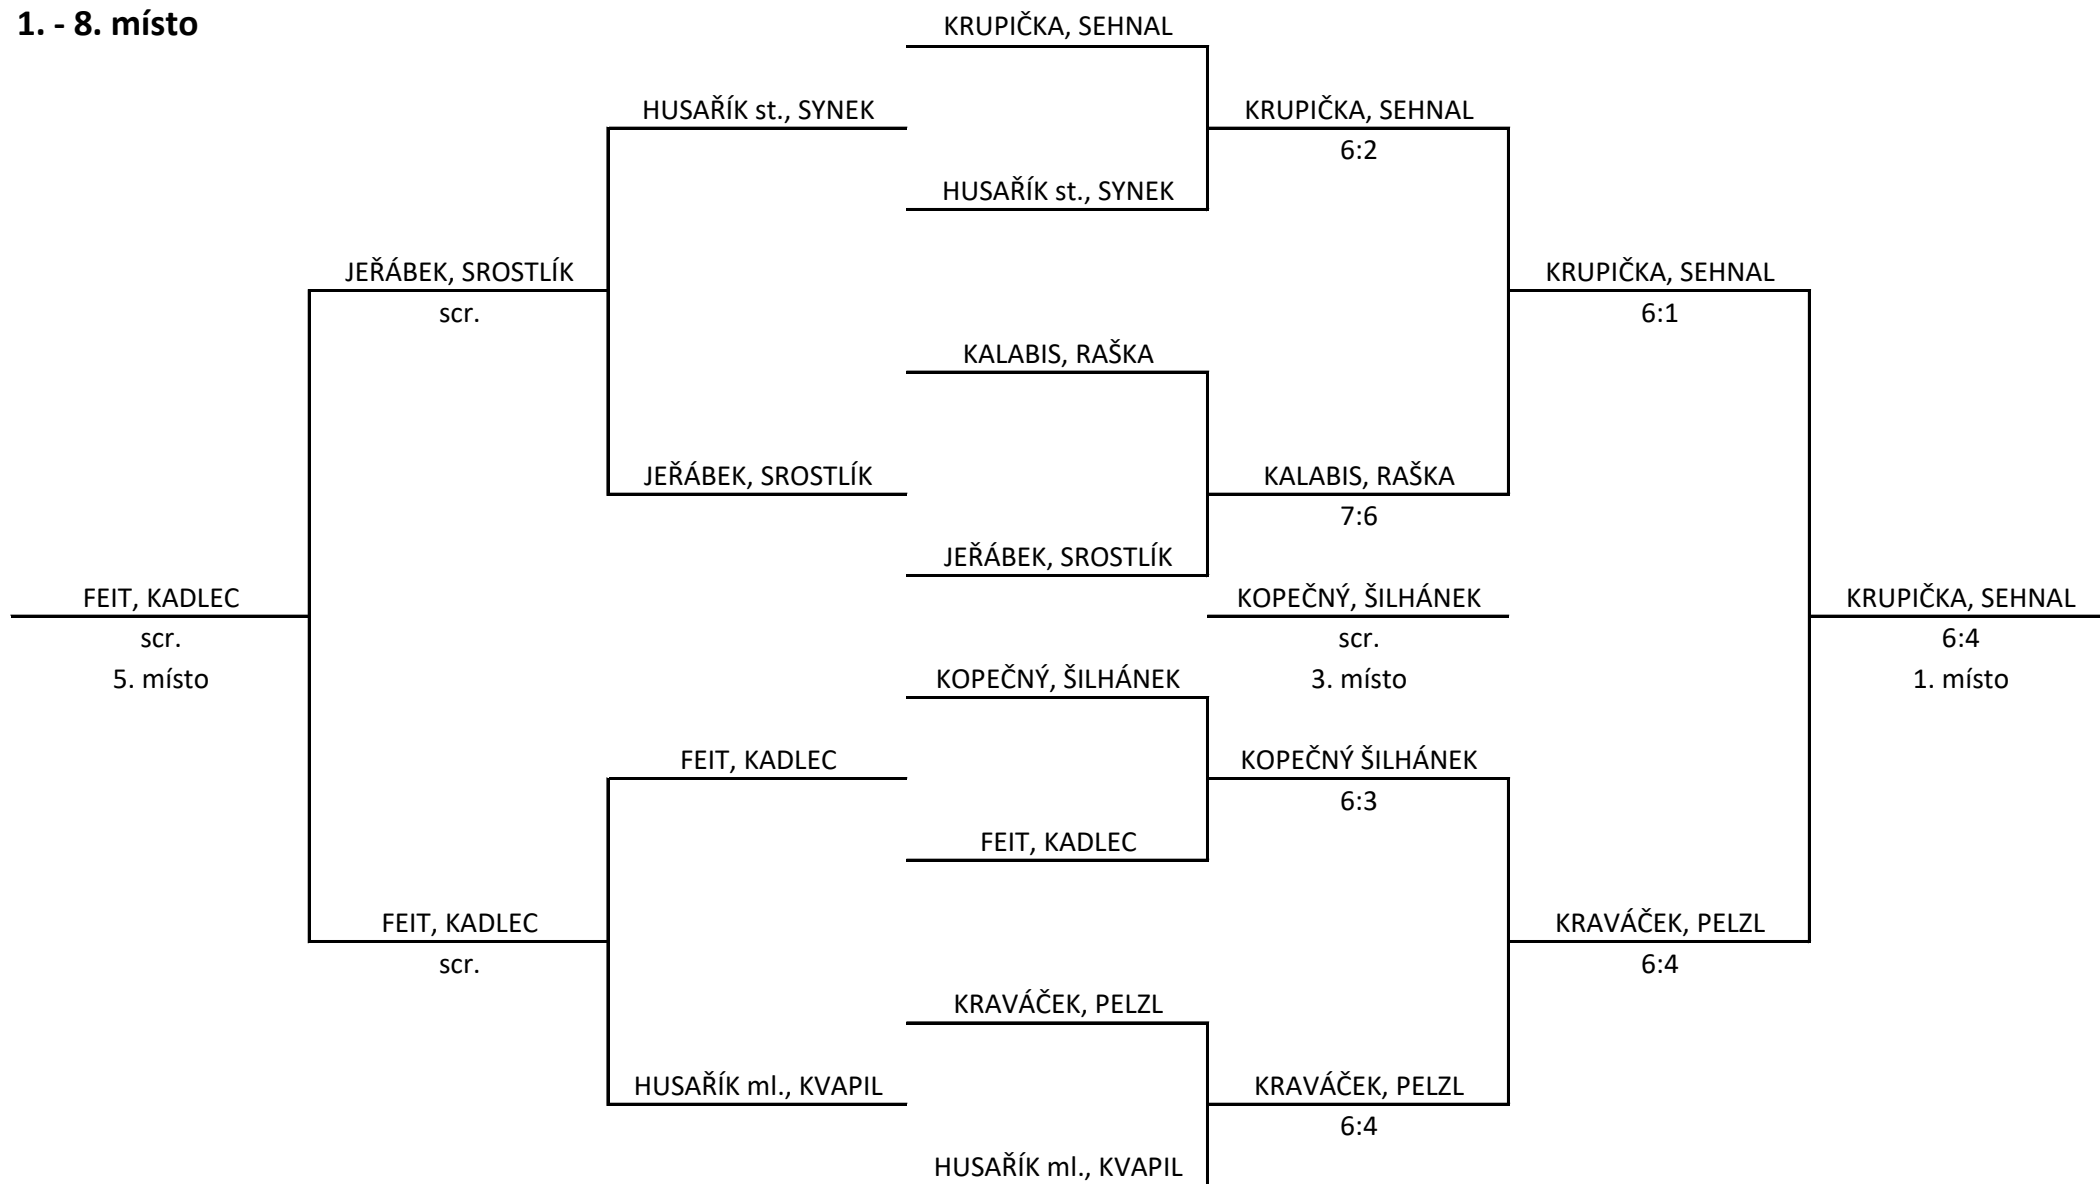 1. - 8. místo
KRUPIČKA, SEHNAL
HUSAŘÍK st., SYNEK
KRUPIČKA, SEHNAL
6:2
HUSAŘÍK st., SYNEK
JEŘÁBEK, SROSTLÍK
KRUPIČKA, SEHNAL
scr.
6:1
KALABIS, RAŠKA
JEŘÁBEK, SROSTLÍK
KALABIS, RAŠKA
7:6
JEŘÁBEK, SROSTLÍK
FEIT, KADLEC
KOPEČNÝ, ŠILHÁNEK
KRUPIČKA, SEHNAL
scr.
scr.
6:4
5. místo
KOPEČNÝ, ŠILHÁNEK
3. místo
1. místo
FEIT, KADLEC
KOPEČNÝ ŠILHÁNEK
6:3
FEIT, KADLEC
FEIT, KADLEC
KRAVÁČEK, PELZL
scr.
6:4
KRAVÁČEK, PELZL
HUSAŘÍK ml., KVAPIL
KRAVÁČEK, PELZL
6:4
HUSAŘÍK ml., KVAPIL